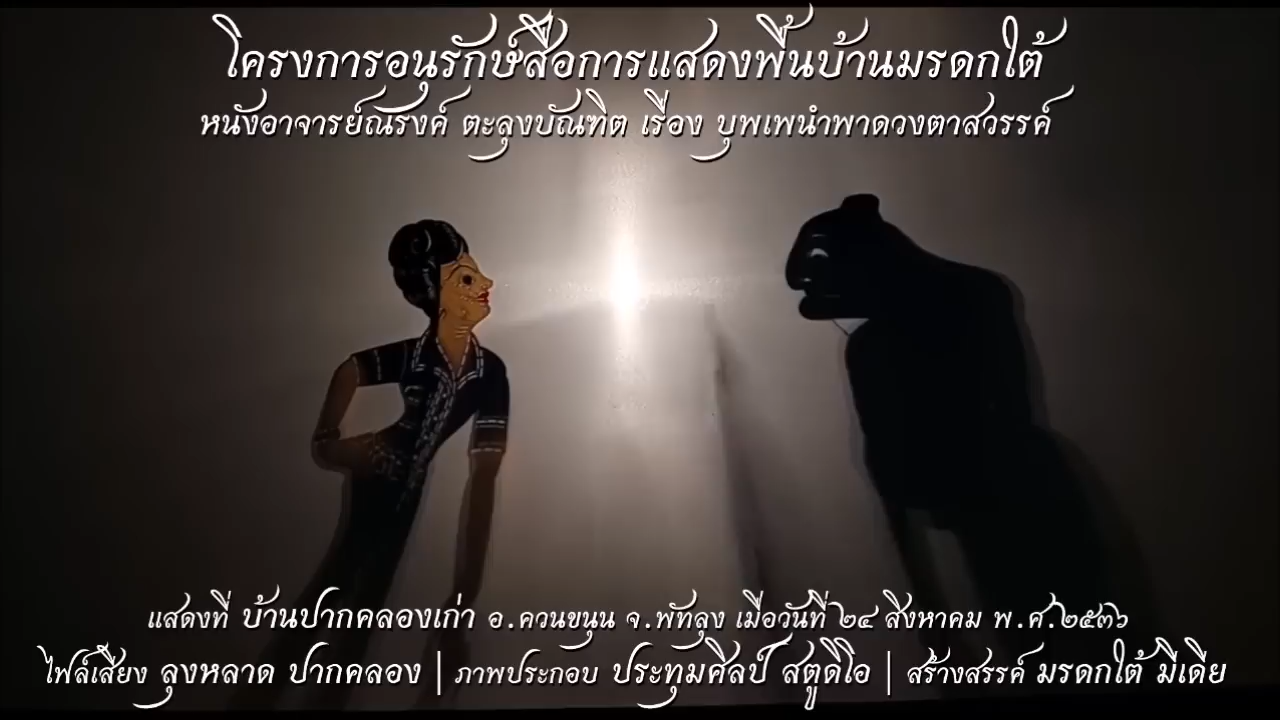 โครงการอนุรักษ์สื่อการแสดงพื้นบ้านมรดกใต้
หนังอาจารย์ณรงค์ ตะลุงบัณฑิต เรื่อง บุพเพนำพาดวงตาสวรรค์
แสดงที่ บ้านปากคลองเก่า อ.ควนขนุน จ.พัทลุง เมื่อวันที่ ๒๔ สิงหาคม พ.ศ.๒๕๓๖
ไฟล์เสียง ลุงหลาด ปากคลอง | ภาพประกอบ ประทุมศิลป์ สตูดิโอ | สร้างสรรค์ มรดกใต้ มีเดีย